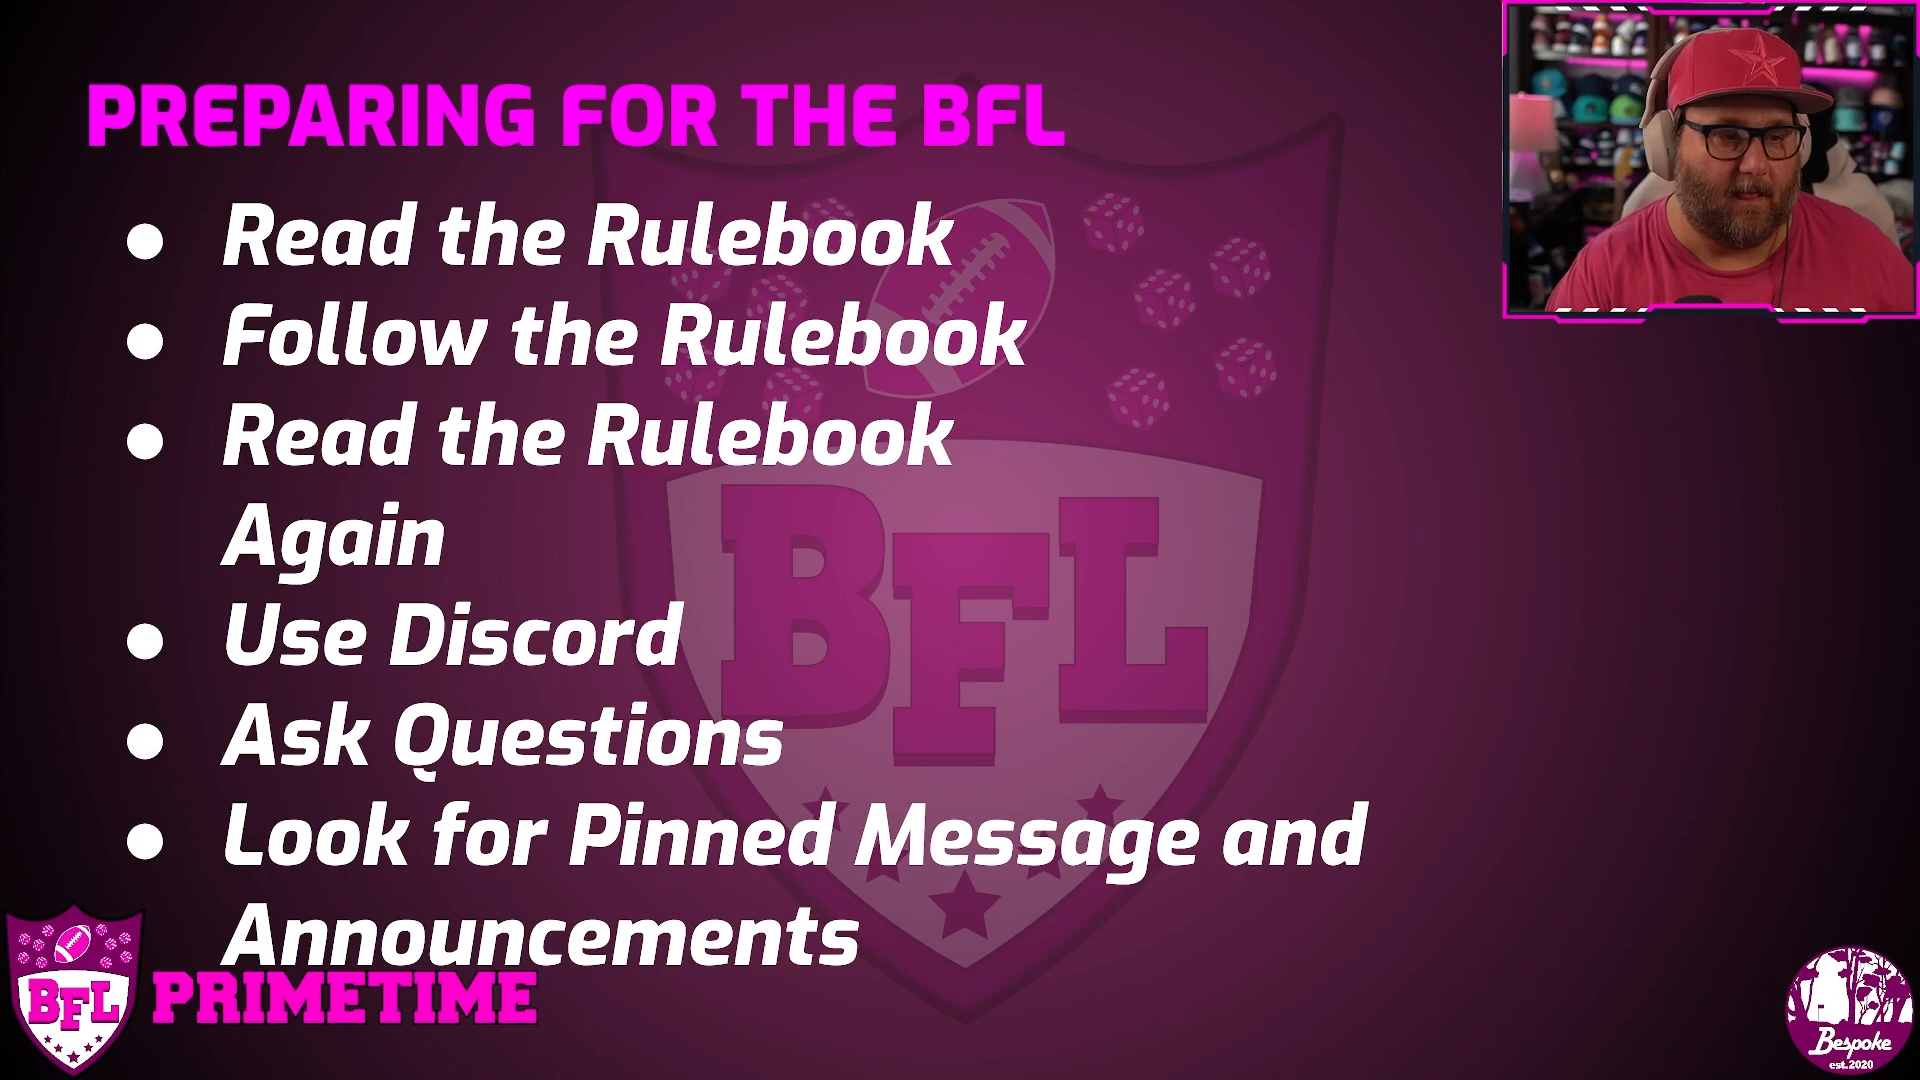 PREPARING FOR THE BFL
● Read the Rulebook
● Follow the Rulebook
● Read the Rulebook
Again
● Use Discord
● Ask Questions
● Look for Pinned Message and
Announcements
BFL
BFL
PRIMETIME
Bespoke
est.2020